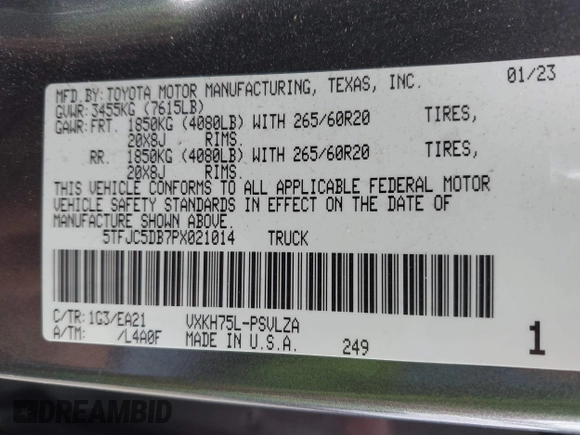 MFD.BY:TOYOTA MOTOR MANUFACTURING, TEXAS, INC. 01/23
GVWR:3455KG (7615LB)
GAWR:FRT. 1850KG (4080LB) WITH 265/60R20 TIRES,
20X8J RIMS.
RR. 1850KG (4080LB) WITH 265/60R20 TIRES,
20X8J RIMS.
THIS VEHICLE CONFORMS TO ALL APPLICABLE FEDERAL MOTOR
VEHICLE SAFETY STANDARDS IN EFFECT ON THE DATE OF
MANUFACTURE SHOWN ABOVE.
5TFJC5DB7PX021014 TRUCK
C/TR:1G3/EA21 VXKH75L-PSVLZA
A/TM: /L4A0F MADE IN U.S.A. 249 1
DREAMBID